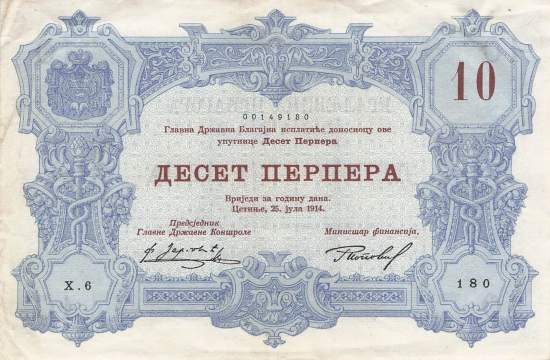 10
00149180
Главна Државна Благајна исплатиће доносиоцу ове
упутнице Десет Перпера
ДЕСЕТ ПЕРПЕРА
Вриједи за годину дана.
Цетиње, 25. јула 1914.
Предсједник
Главне Државне Контроле
Министар финансија,
X.6
180